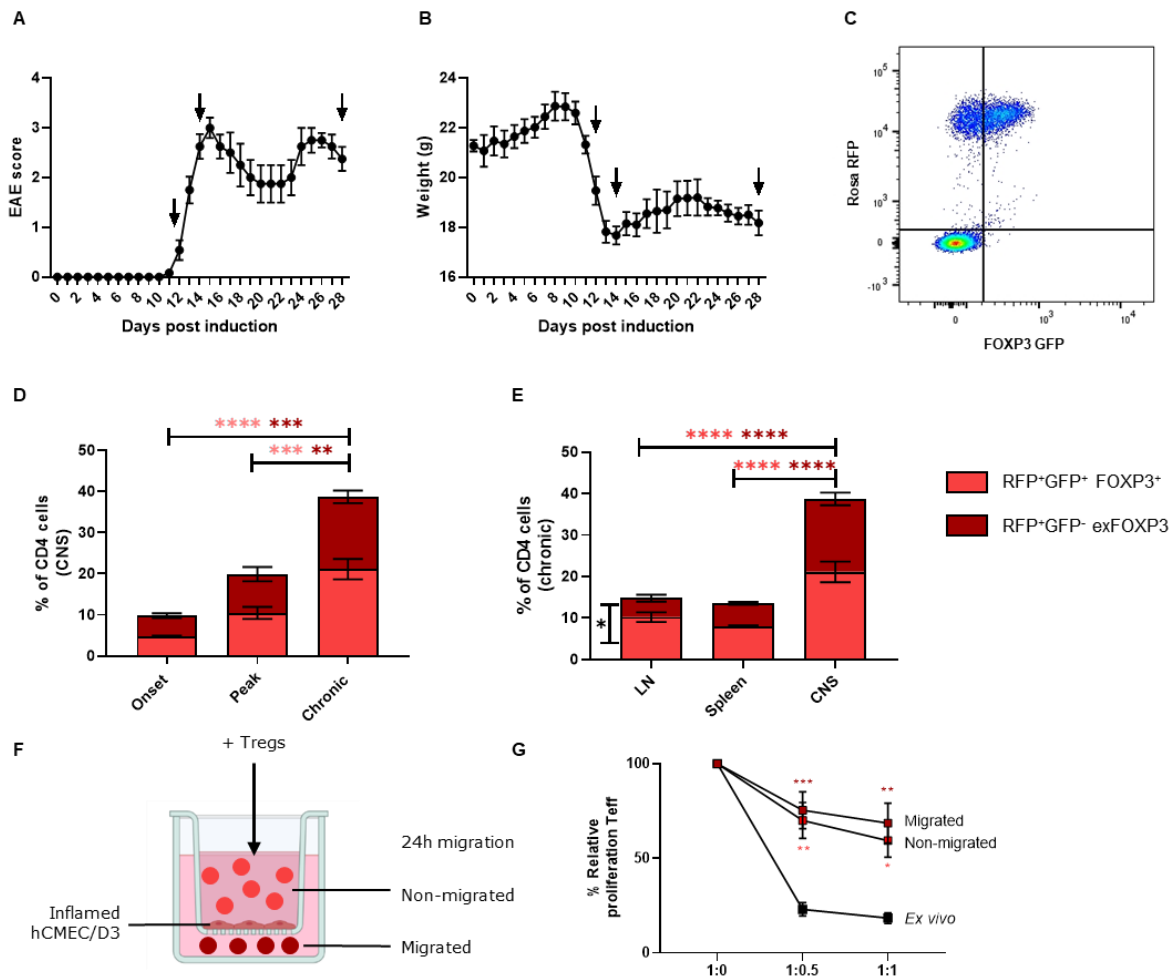 A
EAE score
4
3
2
1
0
0 2 4 6 8 10 12 14 16 18 20 22 24 26 28
Days post induction
B
Weight (g)
24
22
20
18
16
0 2 4 6 8 10 12 14 16 18 20 22 24 26 28
Days post induction
C
Rosa RFP
10⁵
10⁴
10³
0
-10³
0 10³ 10⁴
FOXP3 GFP
D
**** ***
*** **
% of CD4 cells
(CNS)
50
40
30
20
10
0
Onset Peak Chronic
E
**** ****
**** ****
*
% of CD4 cells
(chronic)
50
40
30
20
10
0
LN Spleen CNS
RFP⁺GFP⁺ FOXP3⁺
RFP⁺GFP⁻ exFOXP3
F
+ Tregs
24h migration
Non-migrated
Inflamed
hCMEC/D3
Migrated
G
% Relative
proliferation Teff
100
50
0
*** **
Migrated
Non-migrated
** *
Ex vivo
1:0 1:0.5 1:1